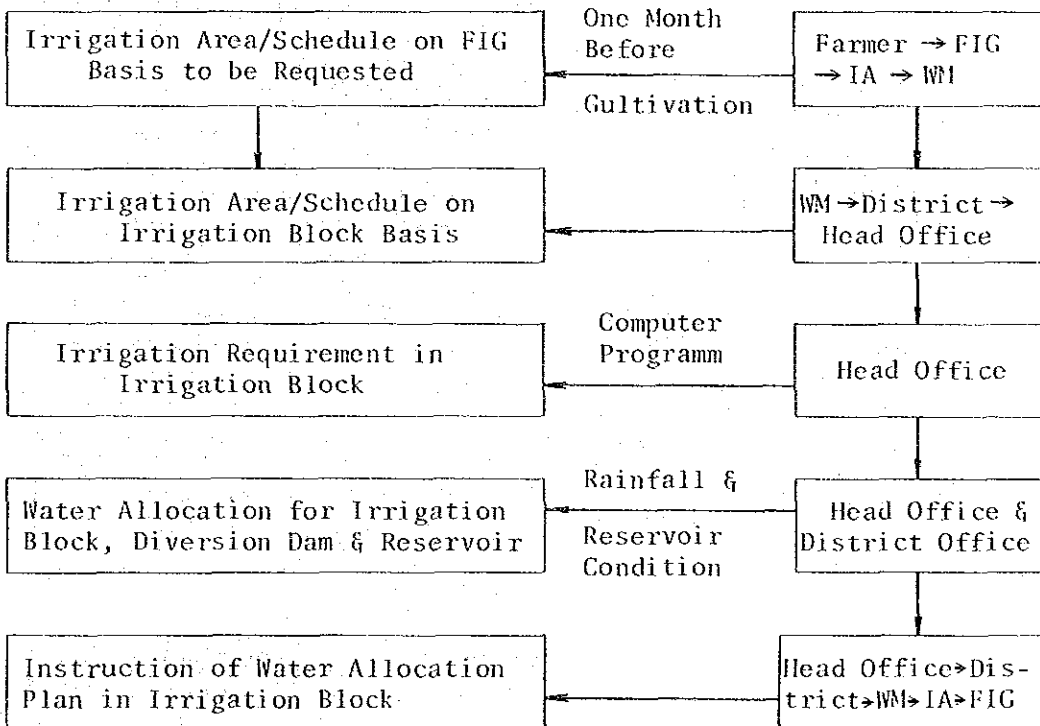 Irrigation Area/Schedule on FIG
Basis to be Requested
One Month
Before
Gultivation
Farmer → FIG
→ IA → WM
Irrigation Area/Schedule on
Irrigation Block Basis
WM → District →
Head Office
Irrigation Requirement in
Irrigation Block
Computer
Programm
Head Office
Water Allocation for Irrigation
Block, Diversion Dam & Reservoir
Rainfall &
Reservoir
Condition
Head Office &
District Office
Instruction of Water Allocation
Plan in Irrigation Block
Head Office→Dis-
trict→WM→IA→FIG